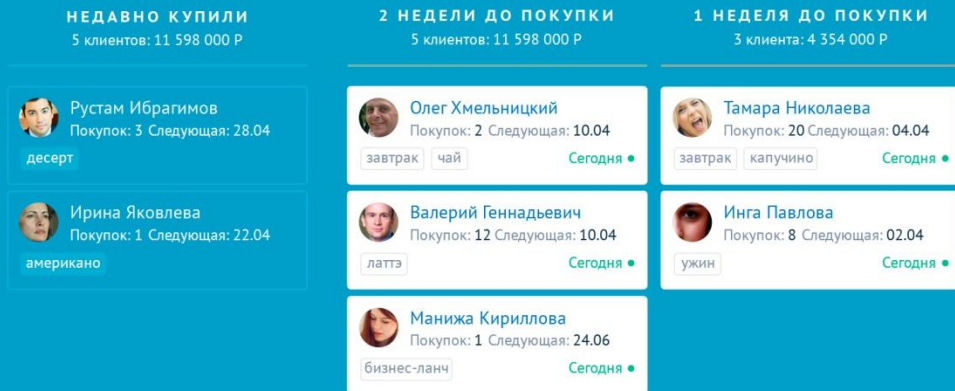 НЕДАВНО КУПИЛИ
5 клиентов: 11 598 000 Р
Рустам Ибрагимов
Покупок: 3 Следующая: 28.04
десерт
Ирина Яковлева
Покупок: 1 Следующая: 22.04
американо
2 НЕДЕЛИ ДО ПОКУПКИ
5 клиентов: 11 598 000 Р
Олег Хмельницкий
Покупок: 2 Следующая: 10.04
завтрак чай Сегодня
Валерий Геннадьевич
Покупок: 12 Следующая: 10.04
латтэ Сегодня
Манижа Кириллова
Покупок: 1 Следующая: 24.06
бизнес-ланч Сегодня
1 НЕДЕЛЯ ДО ПОКУПКИ
3 клиента: 4 354 000 Р
Тамара Николаева
Покупок: 20 Следующая: 04.04
завтрак капучино Сегодня
Инга Павлова
Покупок: 8 Следующая: 02.04
ужин Сегодня